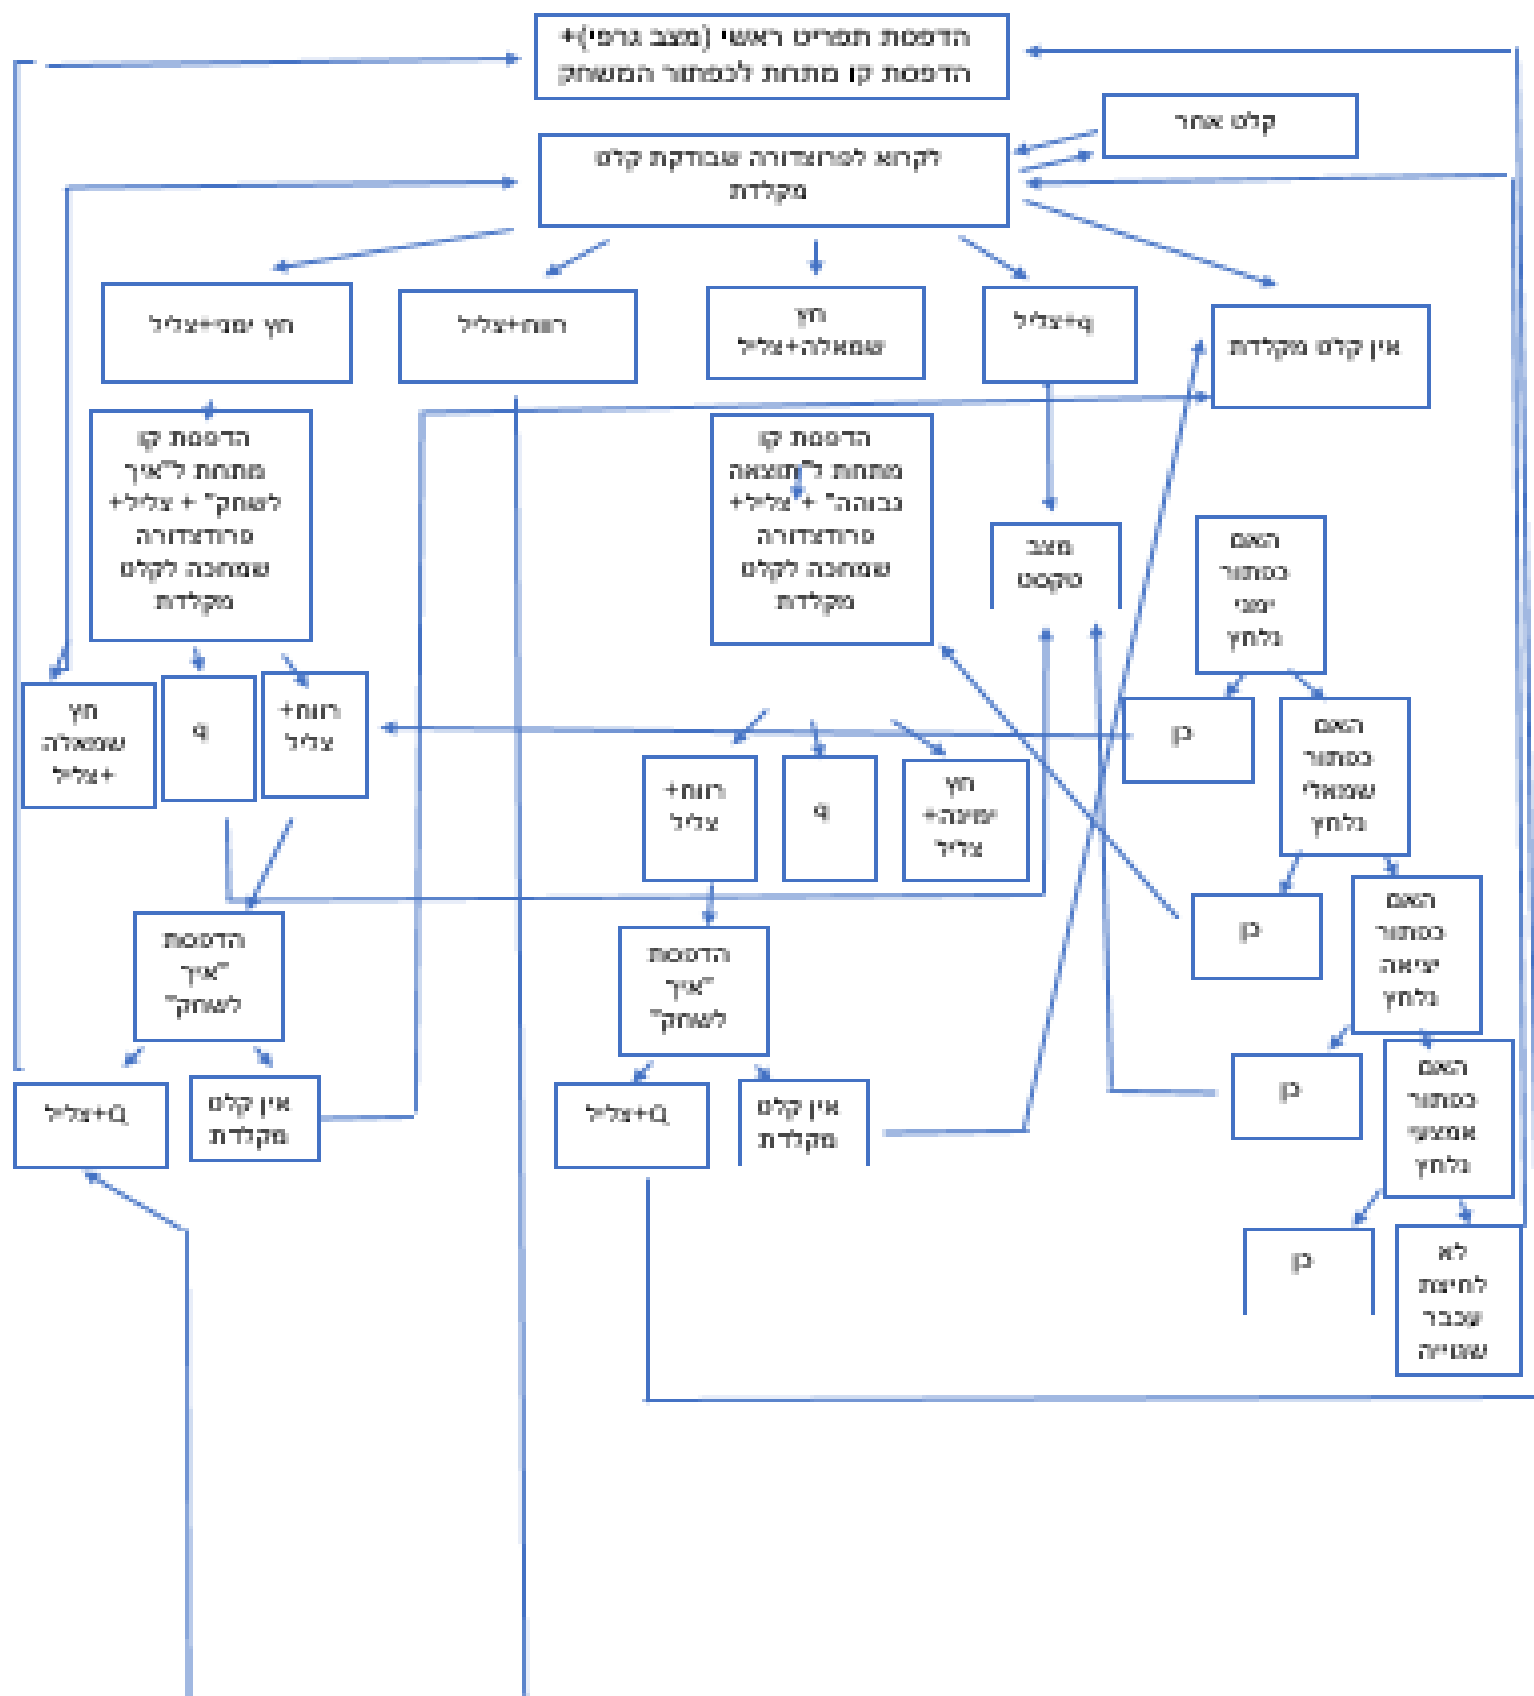 הדפסת תפריט ראשי (מצב גרפי)+
הדפסת קו מתחת לכפתור המשחק
קלט אחר
לקרוא לפרוצדורה שבודקת קלט
מקלדת
חץ ימני+צליל
רווח+צליל
חץ
שמאלה+צליל
q+צליל
אין קלט מקלדת
הדפסת קו
מתחת ל"איך
לשחק" + צליל+
פרודצדורה
שמחכה לקלט
מקלדת
הדפסת קו
מתחת ל"תוצאה
גבוהה" + צליל+
פרודצדורה
שמחכה לקלט
מקלדת
מצב
טקסט
האם
כפתור
ימני
נלחץ
חץ
שמאלה
+צליל
q
רווח+
צליל
כן
האם
כפתור
שמאלי
נלחץ
רווח+
צליל
q
חץ
ימינה+
צליל
כן
האם
כפתור
יציאה
נלחץ
הדפסת
"איך
לשחק"
הדפסת
"איך
לשחק"
כן
האם
כפתור
אמצעי
נלחץ
Q+צליל
אין קלט
מקלדת
Q+צליל
אין קלט
מקלדת
כן
לא
לחיצת
עכבר
שטוייה